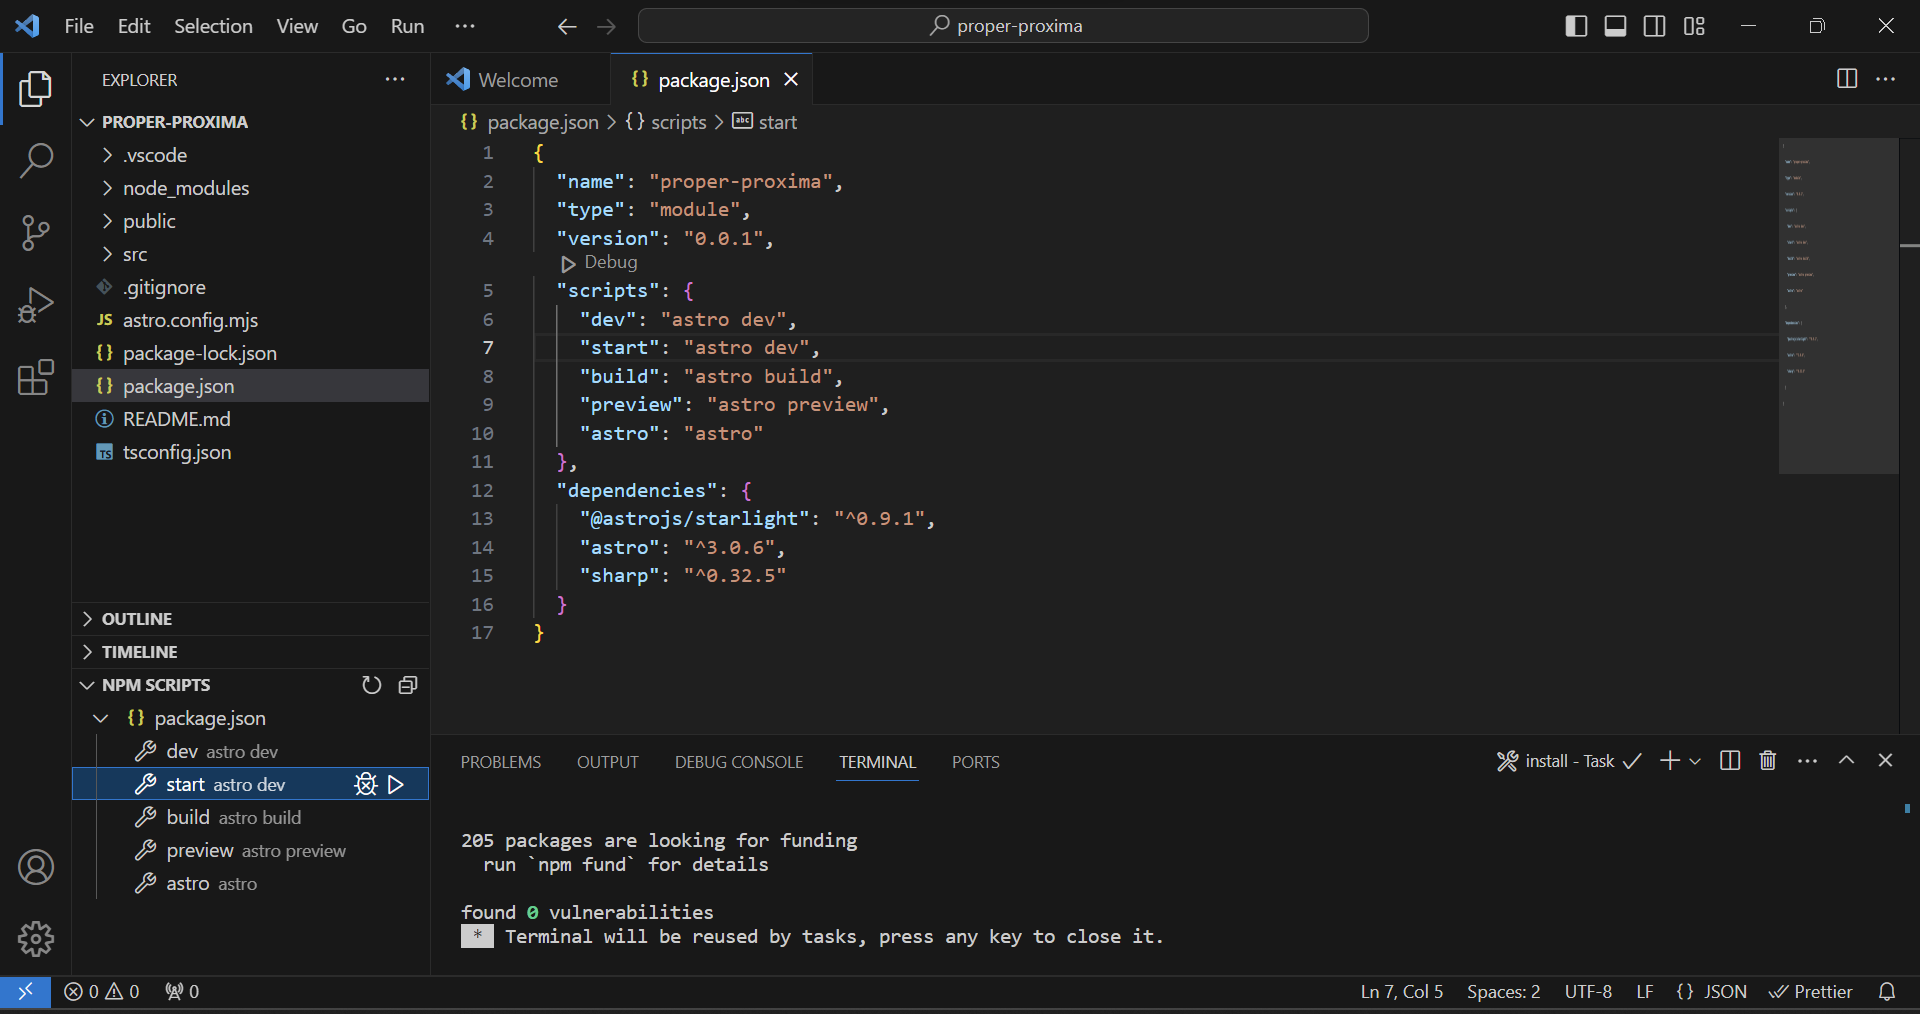 File Edit Selection View Go Run ···
proper-proxima
EXPLORER
PROPER-PROXIMA
.vscode
node_modules
public
src
.gitignore
JS astro.config.mjs
{} package-lock.json
{} package.json
README.md
TS tsconfig.json
OUTLINE
TIMELINE
NPM SCRIPTS
{} package.json
dev astro dev
start astro dev
build astro build
preview astro preview
astro astro
Welcome
{} package.json
{} package.json > {} scripts > abc start
1 {
2 "name": "proper-proxima",
3 "type": "module",
4 "version": "0.0.1",
Debug
5 "scripts": {
6 "dev": "astro dev",
7 "start": "astro dev",
8 "build": "astro build",
9 "preview": "astro preview",
10 "astro": "astro"
11 },
12 "dependencies": {
13 "@astrojs/starlight": "^0.9.1",
14 "astro": "^3.0.6",
15 "sharp": "^0.32.5"
16 }
17 }
PROBLEMS OUTPUT DEBUG CONSOLE TERMINAL PORTS
install - Task
205 packages are looking for funding
run `npm fund` for details
found 0 vulnerabilities
* Terminal will be reused by tasks, press any key to close it.
0 0 0
Ln 7, Col 5 Spaces: 2 UTF-8 LF {} JSON Prettier